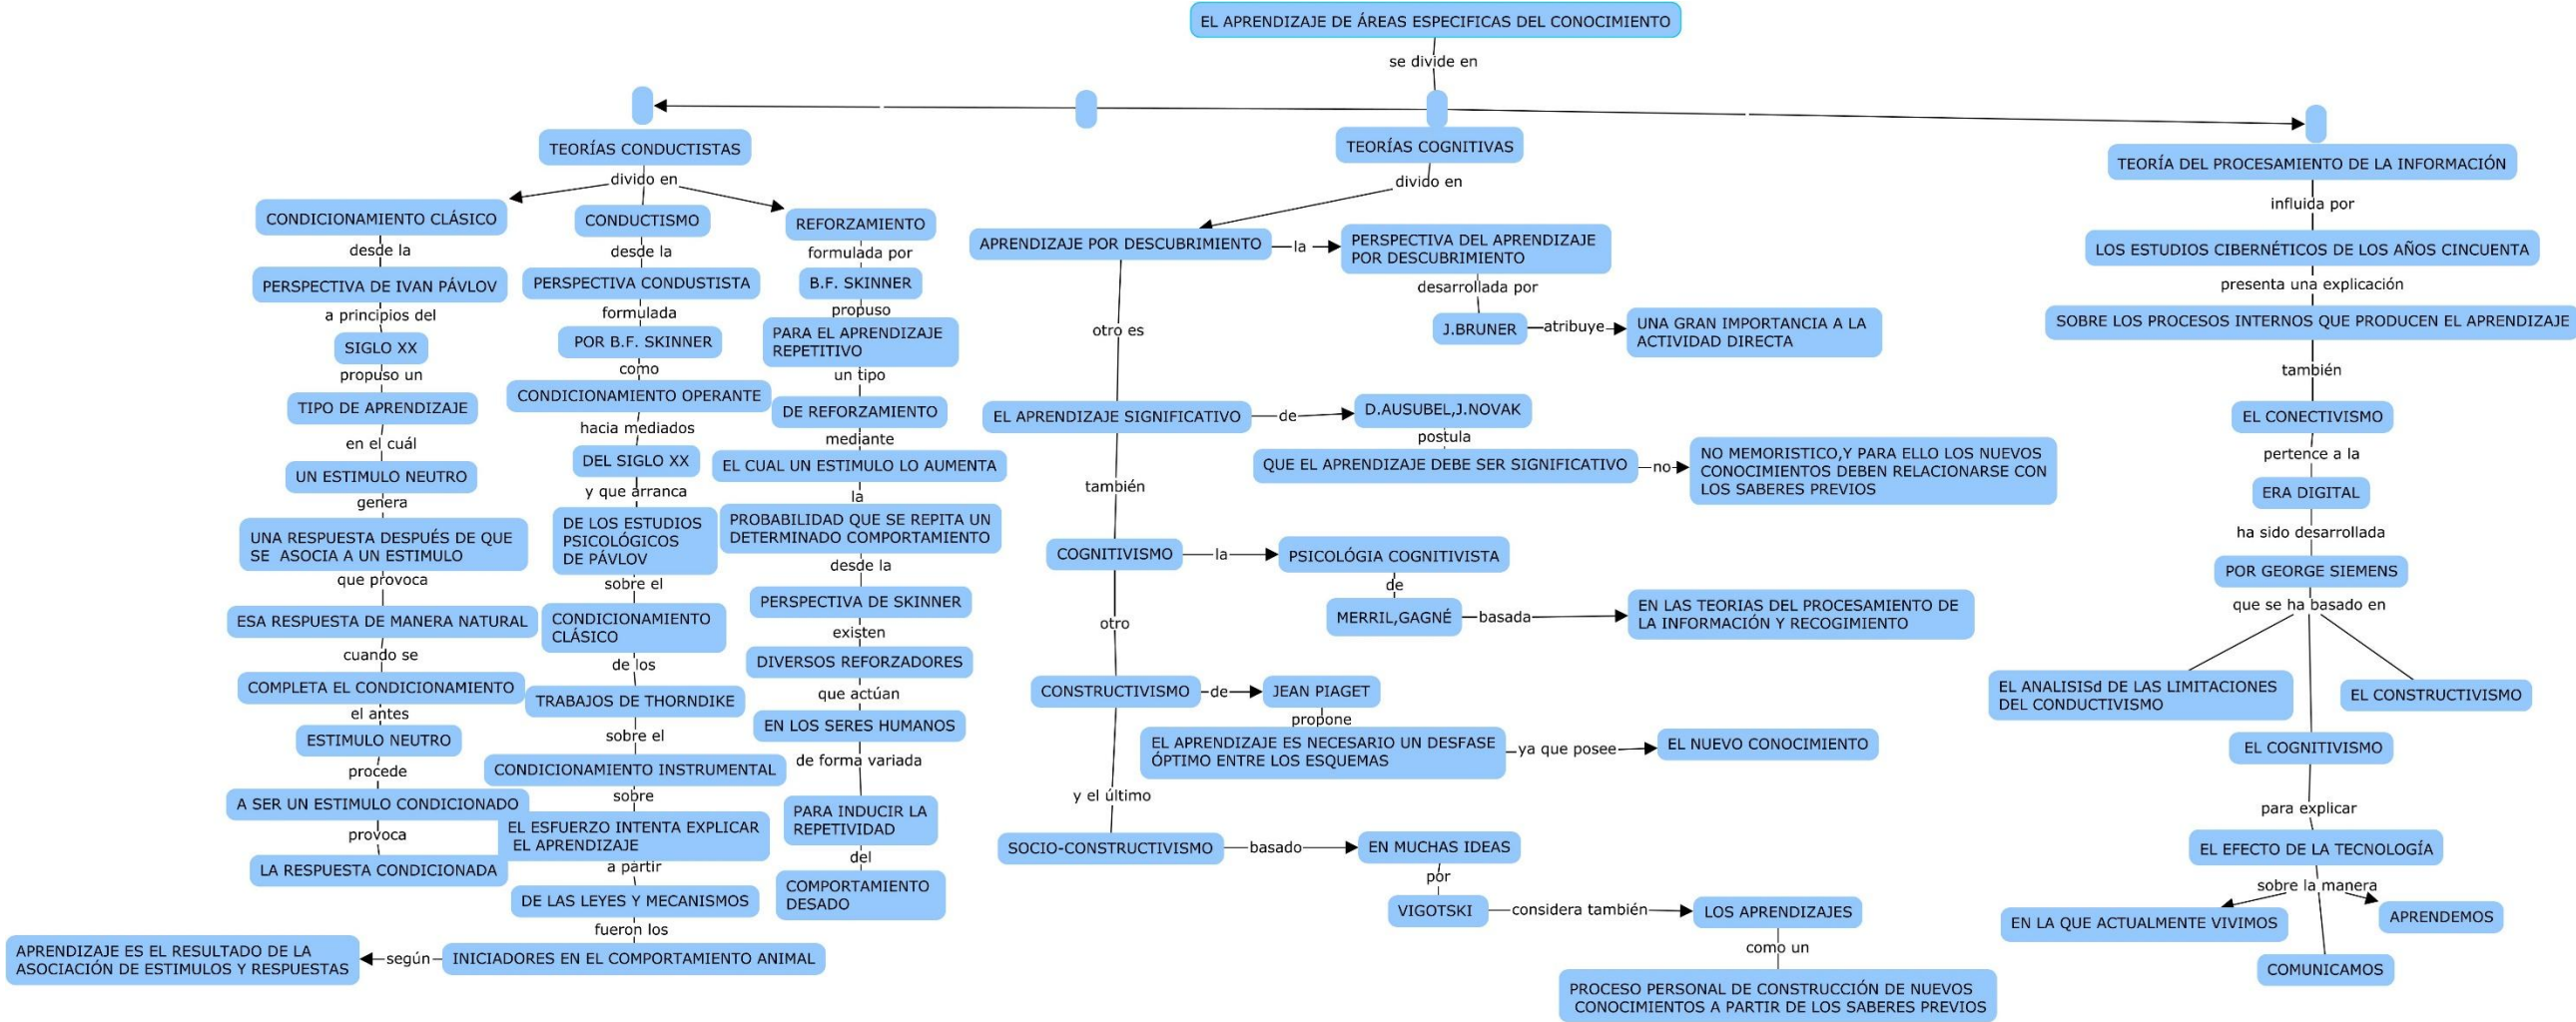 EL APRENDIZAJE DE ÁREAS ESPECIFICAS DEL CONOCIMIENTO
se divide en
TEORÍAS CONDUCTISTAS
divido en
CONDICIONAMIENTO CLÁSICO
desde la
PERSPECTIVA DE IVAN PÁVLOV
a principios del
SIGLO XX
propuso un
TIPO DE APRENDIZAJE
en el cuál
UN ESTIMULO NEUTRO
genera
UNA RESPUESTA DESPUÉS DE QUE
SE ASOCIA A UN ESTIMULO
que provoca
ESA RESPUESTA DE MANERA NATURAL
cuando se
COMPLETA EL CONDICIONAMIENTO
el antes
ESTIMULO NEUTRO
procede
A SER UN ESTIMULO CONDICIONADO
provoca
LA RESPUESTA CONDICIONADA
CONDUCTISMO
desde la
PERSPECTIVA CONDUSTISTA
formulada
POR B.F. SKINNER
como
CONDICIONAMIENTO OPERANTE
hacia mediados
DEL SIGLO XX
y que arranca
DE LOS ESTUDIOS
PSICOLÓGICOS
DE PÁVLOV
sobre el
CONDICIONAMIENTO
CLÁSICO
de los
TRABAJOS DE THORNDIKE
sobre el
CONDICIONAMIENTO INSTRUMENTAL
sobre
EL ESFUERZO INTENTA EXPLICAR
EL APRENDIZAJE
a pártir
DE LAS LEYES Y MECANISMOS
fueron los
INICIADORES EN EL COMPORTAMIENTO ANIMAL
según
APRENDIZAJE ES EL RESULTADO DE LA
ASOCIACIÓN DE ESTIMULOS Y RESPUESTAS
REFORZAMIENTO
formulada por
B.F. SKINNER
propuso
PARA EL APRENDIZAJE
REPETITIVO
un tipo
DE REFORZAMIENTO
mediante
EL CUAL UN ESTIMULO LO AUMENTA
la
PROBABILIDAD QUE SE REPITA UN
DETERMINADO COMPORTAMIENTO
desde la
PERSPECTIVA DE SKINNER
existen
DIVERSOS REFORZADORES
que actúan
EN LOS SERES HUMANOS
de forma variada
PARA INDUCIR LA
REPETIVIDAD
del
COMPORTAMIENTO
DESADO
TEORÍAS COGNITIVAS
divido en
APRENDIZAJE POR DESCUBRIMIENTO
la
PERSPECTIVA DEL APRENDIZAJE
POR DESCUBRIMIENTO
desarrollada por
J.BRUNER
atribuye
UNA GRAN IMPORTANCIA A LA
ACTIVIDAD DIRECTA
otro es
EL APRENDIZAJE SIGNIFICATIVO
de
D.AUSUBEL,J.NOVAK
postula
QUE EL APRENDIZAJE DEBE SER SIGNIFICATIVO
no
NO MEMORISTICO,Y PARA ELLO LOS NUEVOS
CONOCIMIENTOS DEBEN RELACIONARSE CON
LOS SABERES PREVIOS
también
COGNITIVISMO
la
PSICOLÓGIA COGNITIVISTA
de
MERRIL,GAGNÉ
basada
EN LAS TEORIAS DEL PROCESAMIENTO DE
LA INFORMACIÓN Y RECOGIMIENTO
otro
CONSTRUCTIVISMO
de
JEAN PIAGET
propone
EL APRENDIZAJE ES NECESARIO UN DESFASE
ÓPTIMO ENTRE LOS ESQUEMAS
ya que posee
EL NUEVO CONOCIMIENTO
y el último
SOCIO-CONSTRUCTIVISMO
basado
EN MUCHAS IDEAS
por
VIGOTSKI
considera también
LOS APRENDIZAJES
como un
PROCESO PERSONAL DE CONSTRUCCIÓN DE NUEVOS
CONOCIMIENTOS A PARTIR DE LOS SABERES PREVIOS
TEORÍA DEL PROCESAMIENTO DE LA INFORMACIÓN
influida por
LOS ESTUDIOS CIBERNÉTICOS DE LOS AÑOS CINCUENTA
presenta una explicación
SOBRE LOS PROCESOS INTERNOS QUE PRODUCEN EL APRENDIZAJE
también
EL CONECTIVISMO
pertence a la
ERA DIGITAL
ha sido desarrollada
POR GEORGE SIEMENS
que se ha basado en
EL ANALISISd DE LAS LIMITACIONES
DEL CONDUCTIVISMO
EL CONSTRUCTIVISMO
EL COGNITIVISMO
para explicar
EL EFECTO DE LA TECNOLOGÍA
sobre la manera
EN LA QUE ACTUALMENTE VIVIMOS
APRENDEMOS
COMUNICAMOS